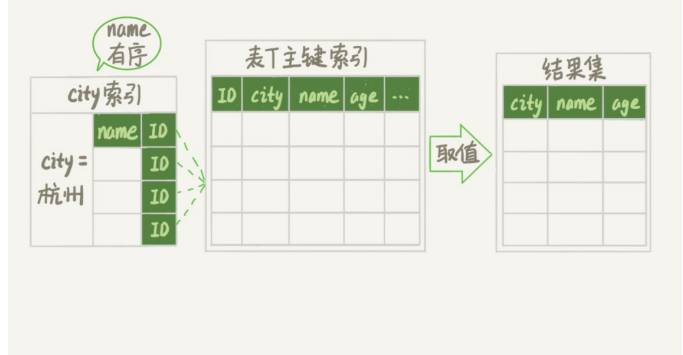 name
有序
city索引
name ID
city=
杭州
ID
ID
ID
表T主键索引
ID city name age ...
取值
结果集
city name age